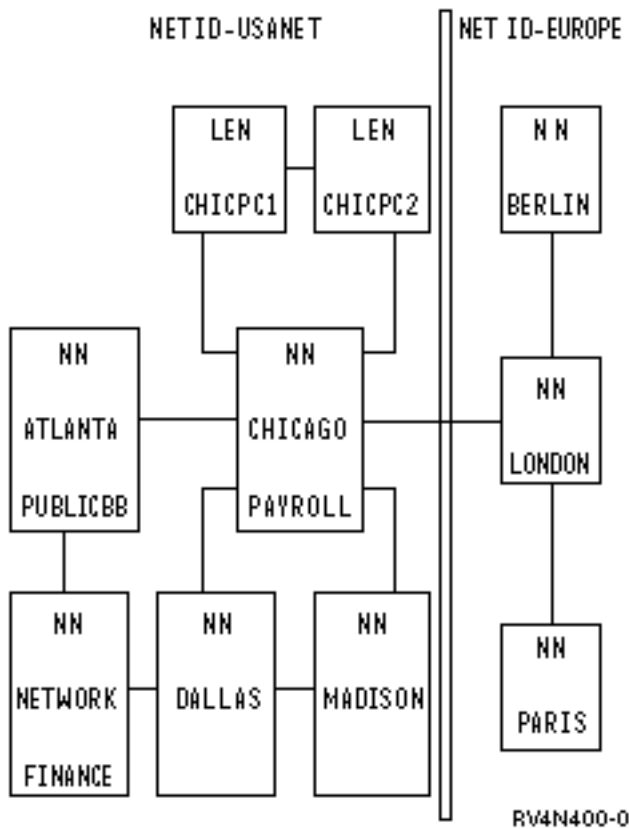 NETID-USANET
NET ID-EUROPE
LEN
CHICPC1
LEN
CHICPC2
N N
BERLIN
NN
ATLANTA
PUBLICBB
NN
CHICAGO
PAYROLL
NN
LONDON
NN
NETWORK
FINANCE
NN
DALLAS
NN
MADISON
NN
PARIS
RV4N400-0